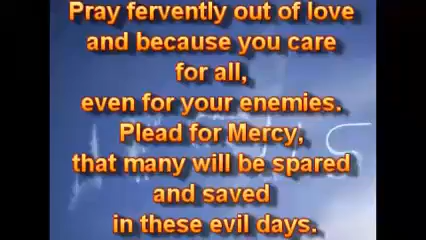 Pray fervently out of love
and because you care
for all,
even for your enemies.
Plead for Mercy,
that many will be spared
and saved
in these evil days.